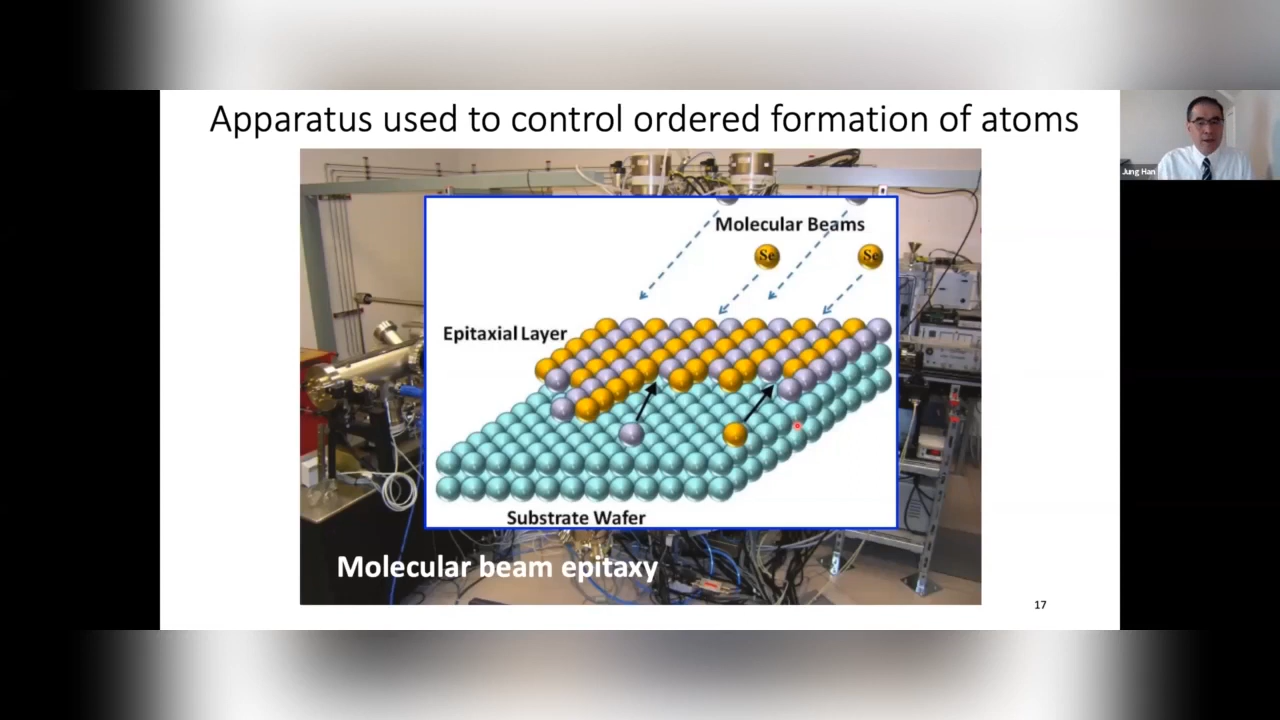 Apparatus used to control ordered formation of atoms
Jung Han
Molecular Beams
Se
Se
Epitaxial Layer
Substrate Wafer
Molecular beam epitaxy
17